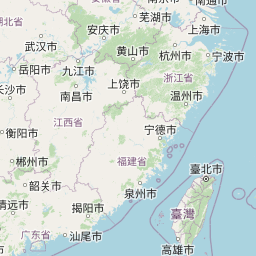 南通市
芜湖市
上海市
湖北省
安庆市
武汉市
杭州市
宁波市
黄山市
九江市
岳阳市
上饶市
浙江省
南昌市
长沙市
温州市
江西省
宁德市
衡阳市
福建省
郴州市
臺北市
韶关市
泉州市
清远市
揭阳市
臺灣
广东省
汕尾市
高雄市